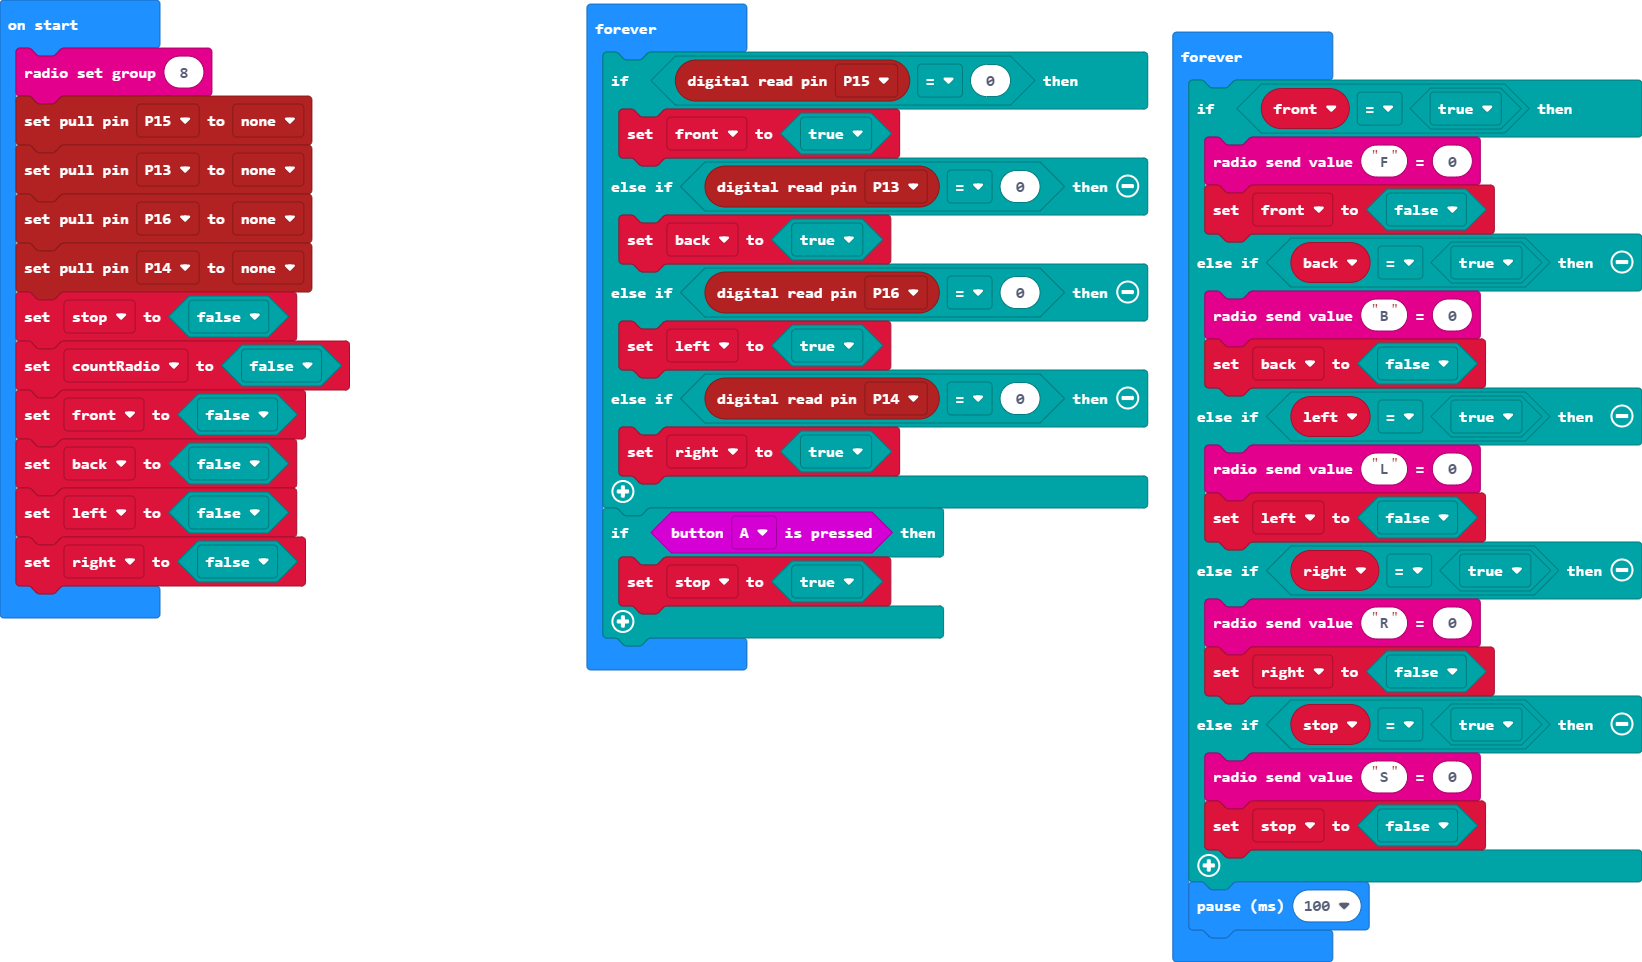 on start
radio set group 8
set pull pin P15 to none
set pull pin P13 to none
set pull pin P16 to none
set pull pin P14 to none
set stop to false
set countRadio to false
set front to false
set back to false
set left to false
set right to false
forever
if digital read pin P15 = 0 then
set front to true
else if digital read pin P13 = 0 then
set back to true
else if digital read pin P16 = 0 then
set left to true
else if digital read pin P14 = 0 then
set right to true
if button A is pressed then
set stop to true
forever
if front = true then
radio send value "F" = 0
set front to false
else if back = true then
radio send value "B" = 0
set back to false
else if left = true then
radio send value "L" = 0
set left to false
else if right = true then
radio send value "R" = 0
set right to false
else if stop = true then
radio send value "S" = 0
set stop to false
pause (ms) 100